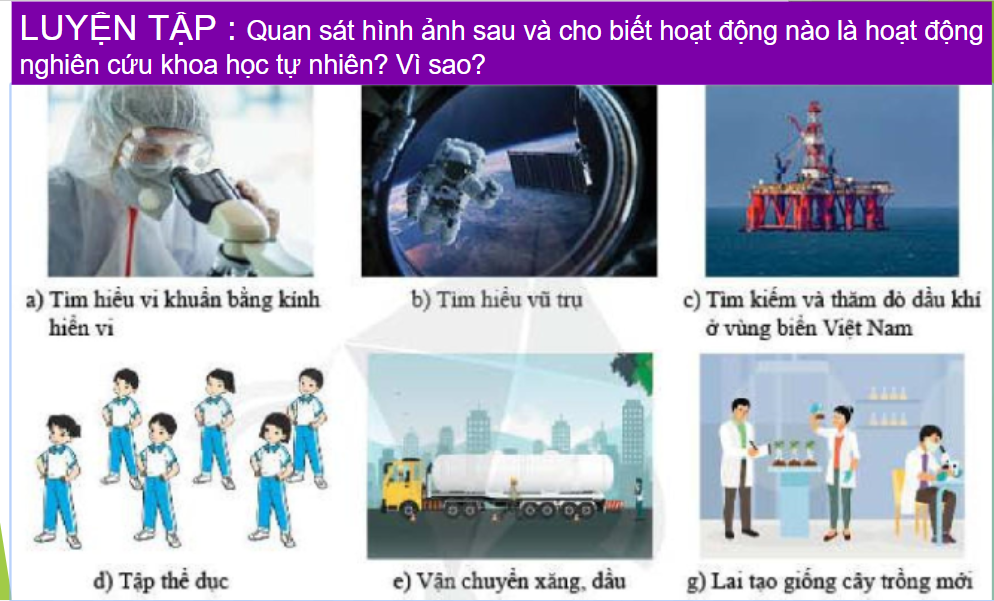 LUYỆN TẬP : Quan sát hình ảnh sau và cho biết hoạt động nào là hoạt động
nghiên cứu khoa học tự nhiên? Vì sao?
a) Tìm hiểu vi khuẩn bằng kính
hiển vi
b) Tìm hiểu vũ trụ
c) Tìm kiếm và thăm dò dầu khí
ở vùng biển Việt Nam
d) Tập thể dục
e) Vận chuyển xăng, dầu
g) Lai tạo giống cây trồng mới